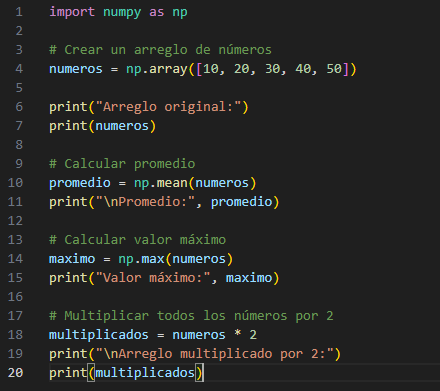 1 import numpy as np
2
3 # Crear un arreglo de números
4 numeros = np.array([10, 20, 30, 40, 50])
5
6 print("Arreglo original:")
7 print(numeros)
8
9 # Calcular promedio
10 promedio = np.mean(numeros)
11 print("\nPromedio:", promedio)
12
13 # Calcular valor máximo
14 maximo = np.max(numeros)
15 print("Valor máximo:", maximo)
16
17 # Multiplicar todos los números por 2
18 multiplicados = numeros * 2
19 print("\nArreglo multiplicado por 2:")
20 print(multiplicados)